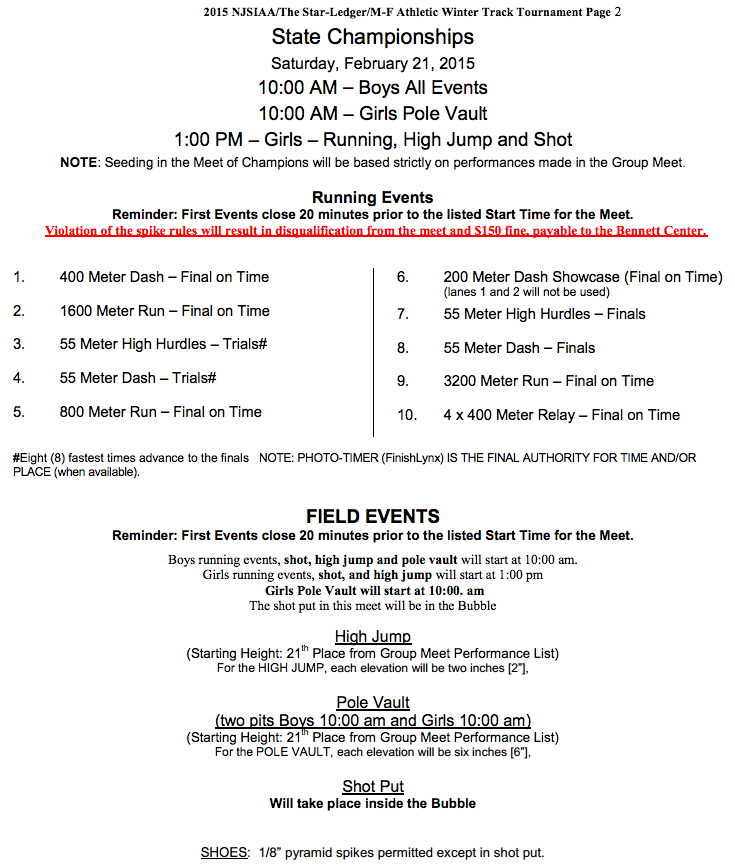 2015 NJSIAA/The Star-Ledger/M-F Athletic Winter Track Tournament Page 2
State Championships
Saturday, February 21, 2015
10:00 AM – Boys All Events
10:00 AM – Girls Pole Vault
1:00 PM – Girls – Running, High Jump and Shot
NOTE: Seeding in the Meet of Champions will be based strictly on performances made in the Group Meet.
Running Events
Reminder: First Events close 20 minutes prior to the listed Start Time for the Meet.
Violation of the spike rules will result in disqualification from the meet and $150 fine, payable to the Bennett Center.
1. 400 Meter Dash – Final on Time
2. 1600 Meter Run – Final on Time
3. 55 Meter High Hurdles – Trials#
4. 55 Meter Dash – Trials#
5. 800 Meter Run – Final on Time
6. 200 Meter Dash Showcase (Final on Time)
(lanes 1 and 2 will not be used)
7. 55 Meter High Hurdles – Finals
8. 55 Meter Dash – Finals
9. 3200 Meter Run – Final on Time
10. 4 x 400 Meter Relay – Final on Time
#Eight (8) fastest times advance to the finals NOTE: PHOTO-TIMER (FinishLynx) IS THE FINAL AUTHORITY FOR TIME AND/OR
PLACE (when available).
FIELD EVENTS
Reminder: First Events close 20 minutes prior to the listed Start Time for the Meet.
Boys running events, shot, high jump and pole vault will start at 10:00 am.
Girls running events, shot, and high jump will start at 1:00 pm
Girls Pole Vault will start at 10:00. am
The shot put in this meet will be in the Bubble
High Jump
(Starting Height: 21th Place from Group Meet Performance List)
For the HIGH JUMP, each elevation will be two inches [2"],
Pole Vault
(two pits Boys 10:00 am and Girls 10:00 am)
(Starting Height: 21th Place from Group Meet Performance List)
For the POLE VAULT, each elevation will be six inches [6"],
Shot Put
Will take place inside the Bubble
SHOES: 1/8" pyramid spikes permitted except in shot put.